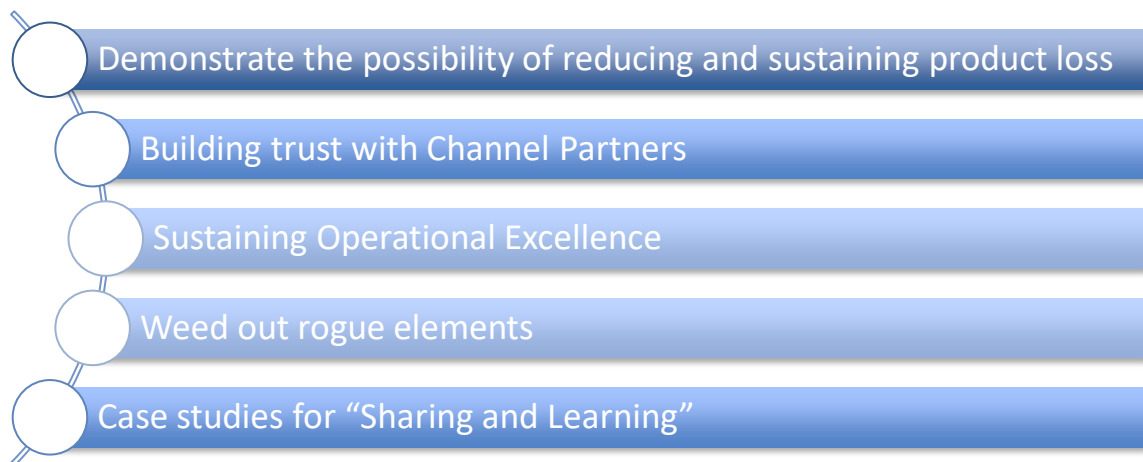 Demonstrate the possibility of reducing and sustaining product loss
Building trust with Channel Partners
Sustaining Operational Excellence
Weed out rogue elements
Case studies for “Sharing and Learning”